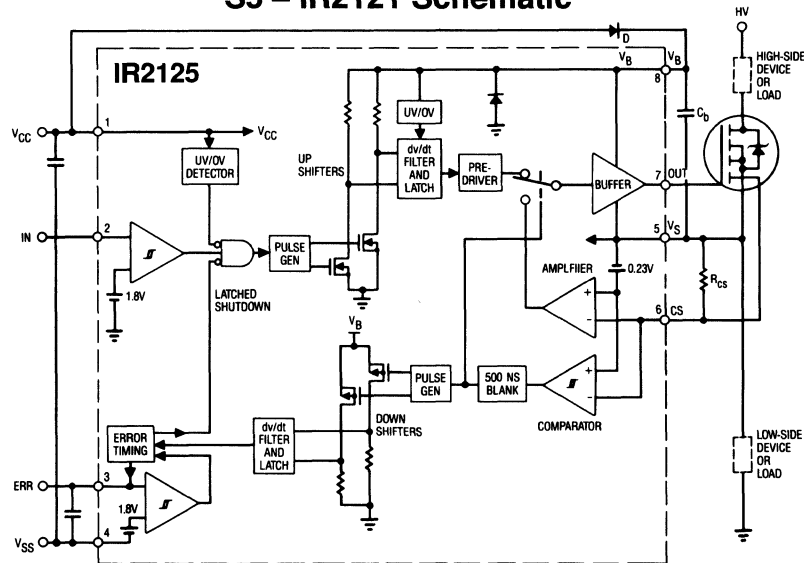 S5 – IR2121 Schematic
IR2125
HV
D
VB
VB
8
HIGH-SIDE
DEVICE
OR
LOAD
Cb
1
VCC
VCC
UV/OV
DETECTOR
UV/OV
UP
SHIFTERS
dv/dt
FILTER
AND
LATCH
PRE-
DRIVER
BUFFER
7
OUT
IN
2
1.8V
LATCHED
SHUTDOWN
PULSE
GEN
5
VS
0.23V
AMPLFIIER
+
-
RCS
6
CS
VB
PULSE
GEN
500 NS
BLANK
+
-
COMPARATOR
DOWN
SHIFTERS
dv/dt
FILTER
AND
LATCH
ERROR
TIMING
LOW-SIDE
DEVICE
OR
LOAD
ERR
3
1.8V
VSS
4